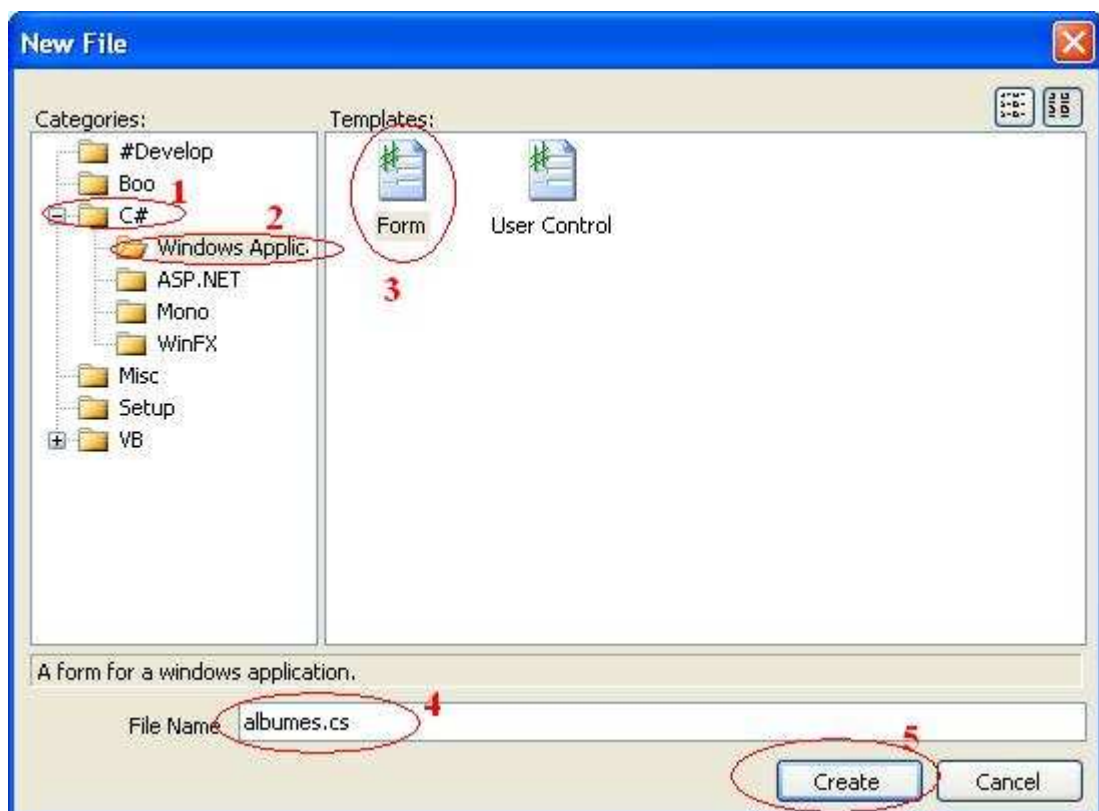 New File
Categories:
Templates:
#Develop
Boo
1
C#
2
Windows Applic
ASP.NET
Mono
WinFX
Misc
Setup
VB
Form
User Control
3
A form for a windows application.
File Name
albumes.cs
4
5
Create
Cancel